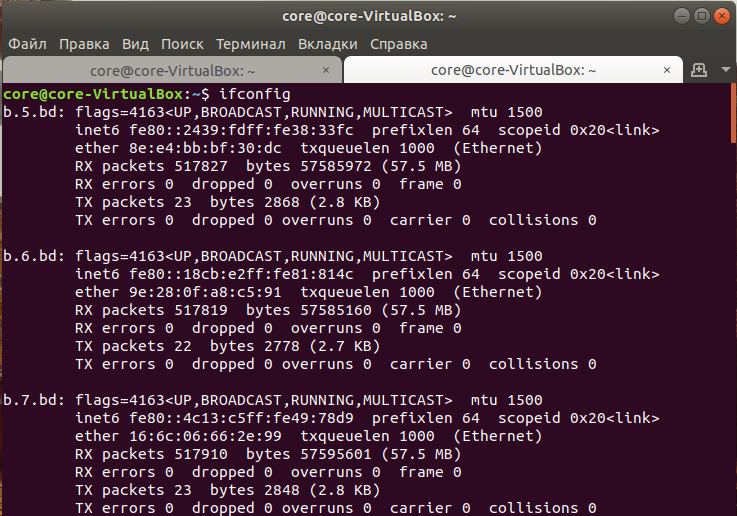 core@core-VirtualBox: ~
Файл Правка Вид Поиск Терминал Вкладки Справка
core@core-VirtualBox: ~ × core@core-VirtualBox: ~ ×
core@core-VirtualBox:~$ ifconfig
b.5.bd: flags=4163<UP,BROADCAST,RUNNING,MULTICAST>  mtu 1500
        inet6 fe80::2439:fdff:fe38:33fc  prefixlen 64  scopeid 0x20<link>
        ether 8e:e4:bb:bf:30:dc  txqueuelen 1000  (Ethernet)
        RX packets 517827  bytes 57585972 (57.5 MB)
        RX errors 0  dropped 0  overruns 0  frame 0
        TX packets 23  bytes 2868 (2.8 KB)
        TX errors 0  dropped 0 overruns 0  carrier 0  collisions 0
b.6.bd: flags=4163<UP,BROADCAST,RUNNING,MULTICAST>  mtu 1500
        inet6 fe80::18cb:e2ff:fe81:814c  prefixlen 64  scopeid 0x20<link>
        ether 9e:28:0f:a8:c5:91  txqueuelen 1000  (Ethernet)
        RX packets 517819  bytes 57585160 (57.5 MB)
        RX errors 0  dropped 0  overruns 0  frame 0
        TX packets 22  bytes 2778 (2.7 KB)
        TX errors 0  dropped 0 overruns 0  carrier 0  collisions 0
b.7.bd: flags=4163<UP,BROADCAST,RUNNING,MULTICAST>  mtu 1500
        inet6 fe80::4c13:c5ff:fe49:78d9  prefixlen 64  scopeid 0x20<link>
        ether 16:6c:06:66:2e:99  txqueuelen 1000  (Ethernet)
        RX packets 517910  bytes 57595601 (57.5 MB)
        RX errors 0  dropped 0  overruns 0  frame 0
        TX packets 23  bytes 2848 (2.8 KB)
        TX errors 0  dropped 0 overruns 0  carrier 0  collisions 0